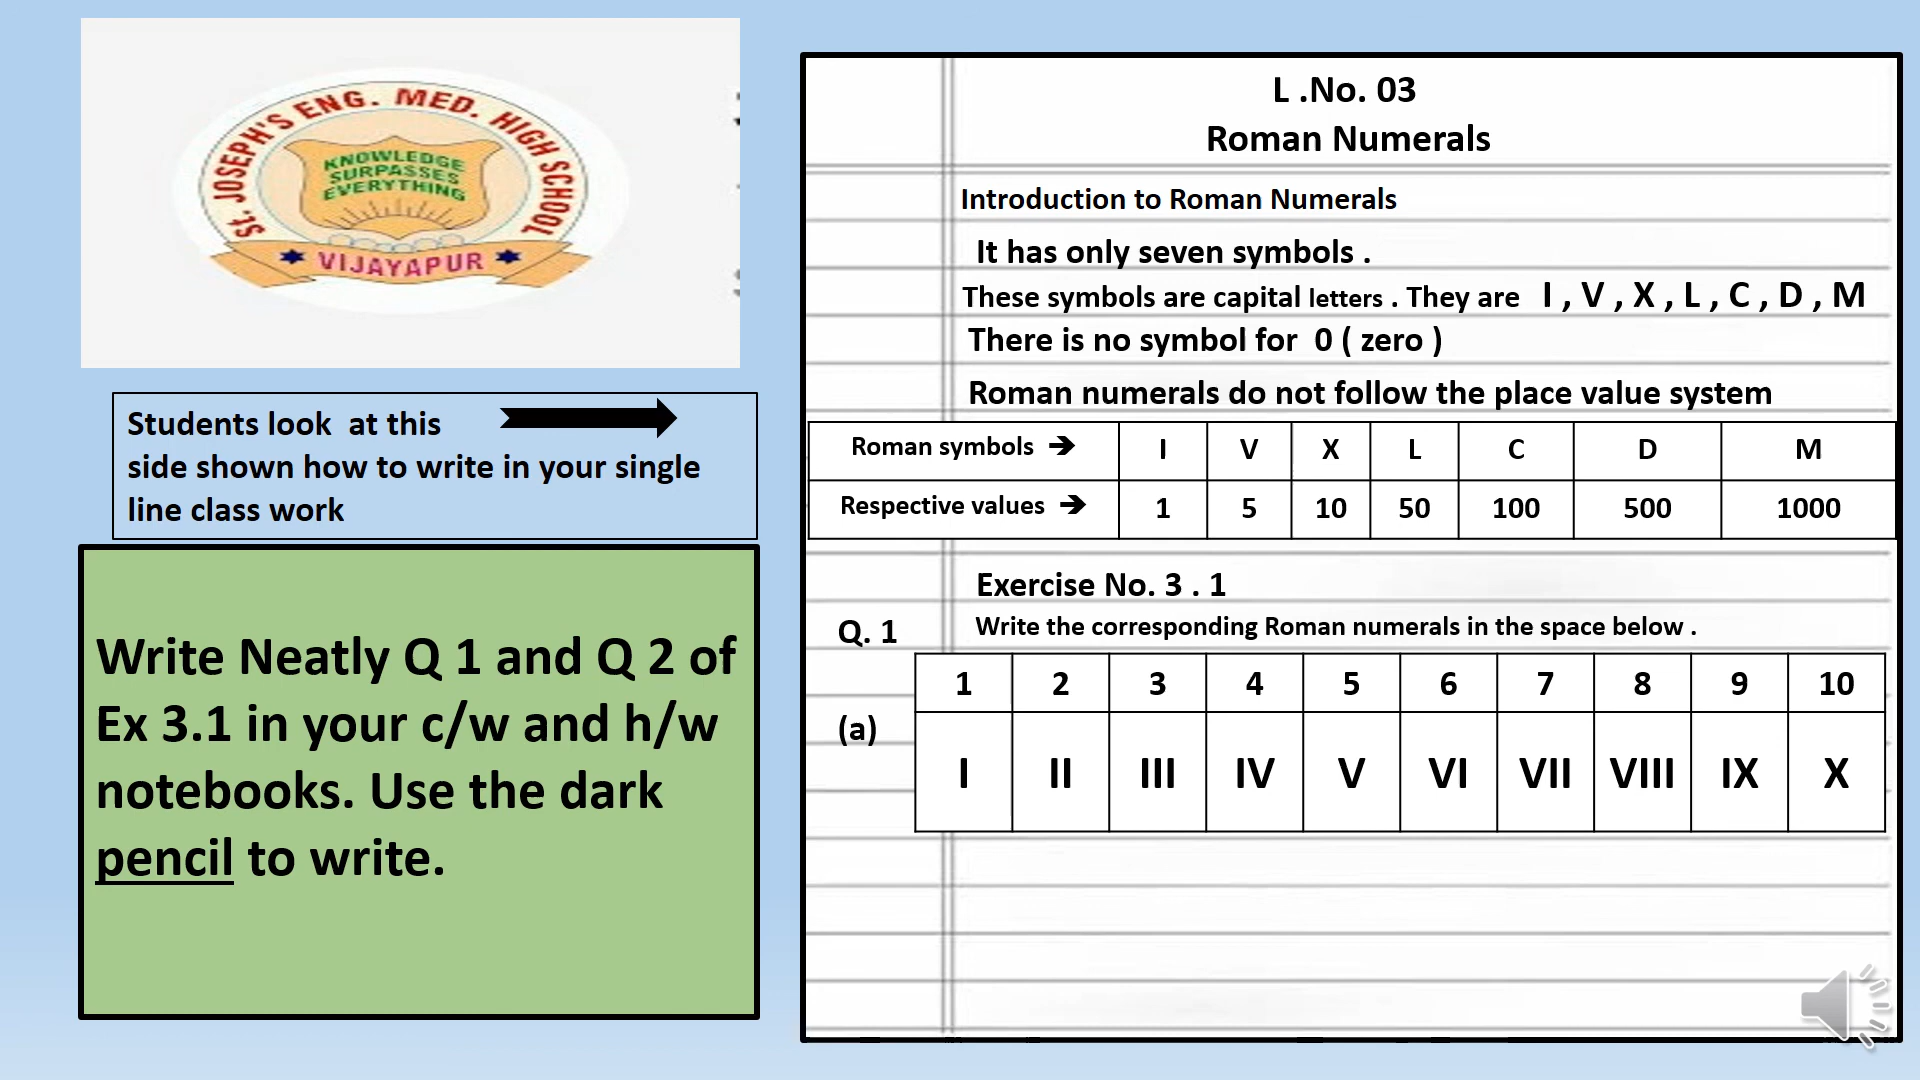 St. JOSEPH'S ENG. MED. HIGH SCHOOL
KNOWLEDGE
SURPASSES
EVERYTHING
VIJAYAPUR
Students look at this
side shown how to write in your single
line class work
Write Neatly Q 1 and Q 2 of
Ex 3.1 in your c/w and h/w
notebooks. Use the dark
pencil to write.
L .No. 03
Roman Numerals
Introduction to Roman Numerals
It has only seven symbols .
These symbols are capital letters . They are I , V , X , L , C , D , M
There is no symbol for 0 ( zero )
Roman numerals do not follow the place value system
Roman symbols ➔ I V X L C D M
Respective values ➔ 1 5 10 50 100 500 1000
Exercise No. 3 . 1
Q. 1 Write the corresponding Roman numerals in the space below .
1 2 3 4 5 6 7 8 9 10
(a) I II III IV V VI VII VIII IX X